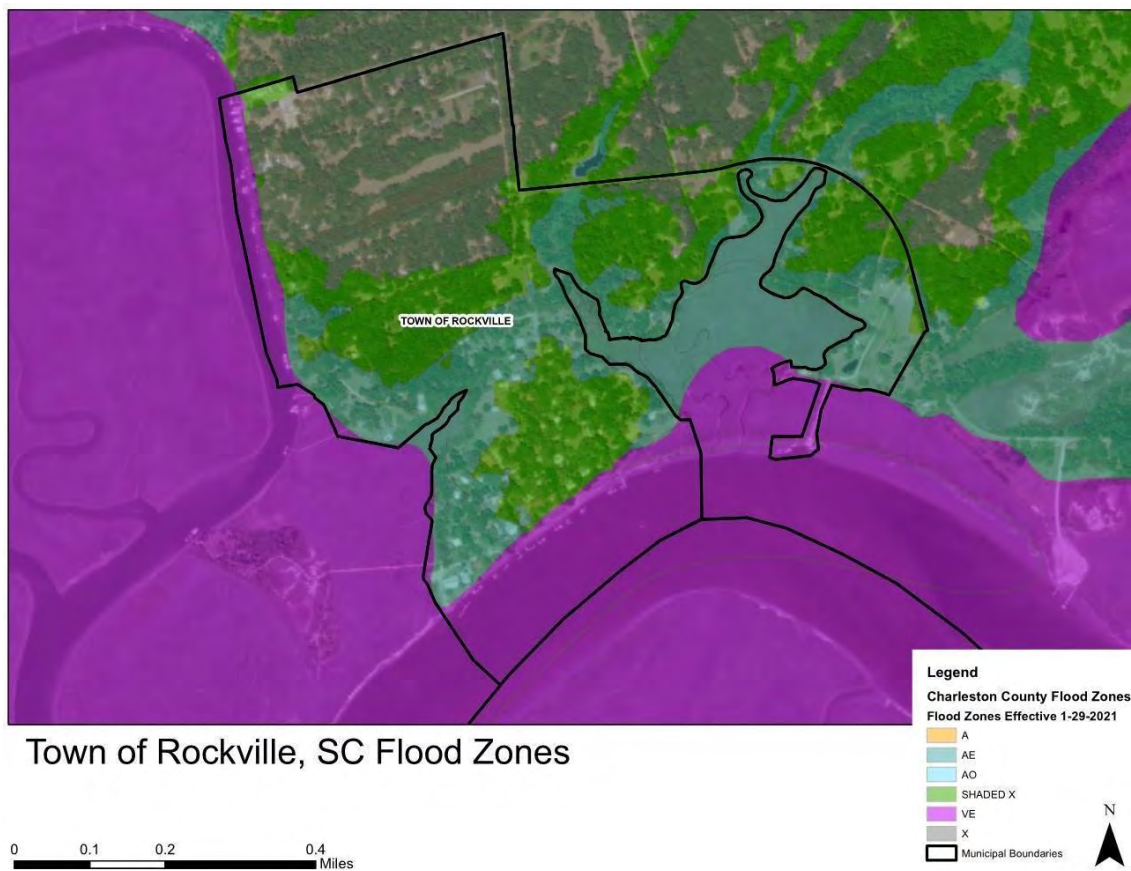 TOWN OF ROCKVILLE
Legend
Charleston County Flood Zones
Flood Zones Effective 1-29-2021
A
AE
AO
SHADED X
VE
X
Municipal Boundaries
N
Town of Rockville, SC Flood Zones
0 0.1 0.2 0.4
Miles